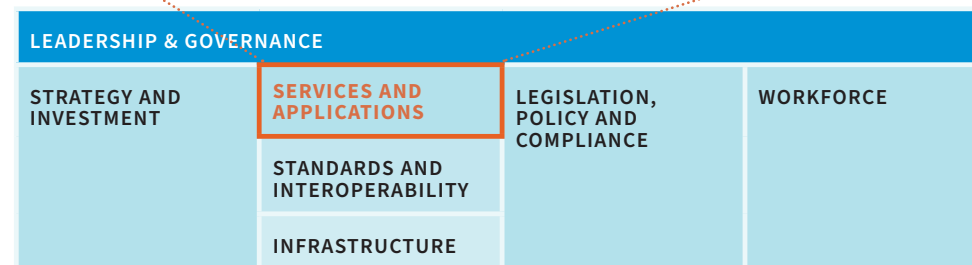 LEADERSHIP & GOVERNANCE
STRATEGY AND
INVESTMENT
SERVICES AND
APPLICATIONS
STANDARDS AND
INTEROPERABILITY
INFRASTRUCTURE
LEGISLATION,
POLICY AND
COMPLIANCE
WORKFORCE